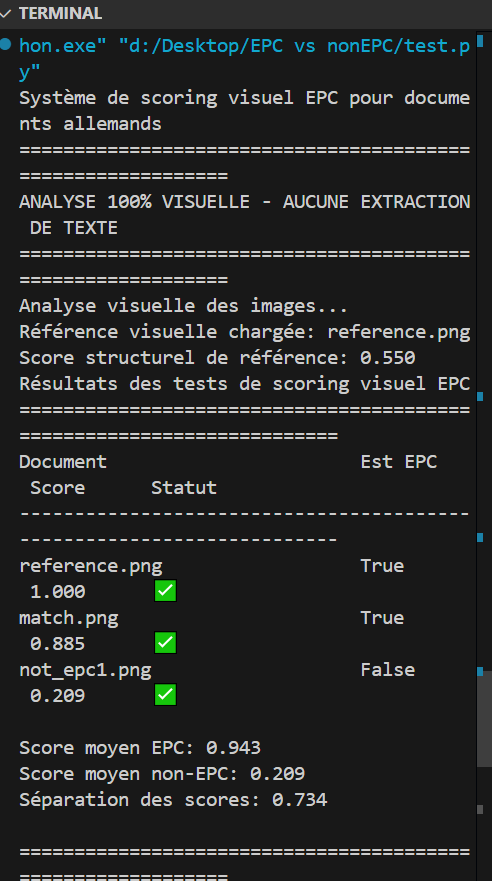 TERMINAL
hon.exe" "d:/Desktop/EPC vs nonEPC/test.p
y"
Système de scoring visuel EPC pour docume
nts allemands
=========================================
===================
ANALYSE 100% VISUELLE - AUCUNE EXTRACTION
DE TEXTE
=========================================
===================
Analyse visuelle des images...
Référence visuelle chargée: reference.png
Score structurel de référence: 0.550
Résultats des tests de scoring visuel EPC
=========================================
=============================
Document Est EPC
Score Statut
-----------------------------------------
-----------------------------
reference.png True
1.000 ✅
match.png True
0.885 ✅
not_epc1.png False
0.209 ✅
Score moyen EPC: 0.943
Score moyen non-EPC: 0.209
Séparation des scores: 0.734
=========================================
===================